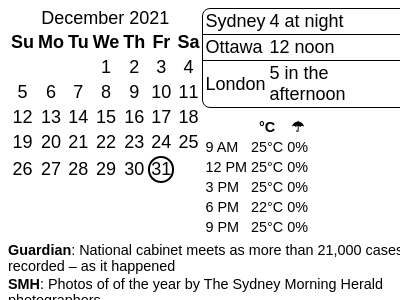 December 2021
Su Mo Tu We Th Fr Sa
1 2 3 4
5 6 7 8 9 10 11
12 13 14 15 16 17 18
19 20 21 22 23 24 25
26 27 28 29 30 31
Sydney 4 at night
Ottawa 12 noon
London 5 in the
afternoon
°C ☂
9 AM 25°C 0%
12 PM 25°C 0%
3 PM 25°C 0%
6 PM 22°C 0%
9 PM 25°C 0%
Guardian: National cabinet meets as more than 21,000 cases
recorded – as it happened
SMH: Photos of of the year by The Sydney Morning Herald
photographers